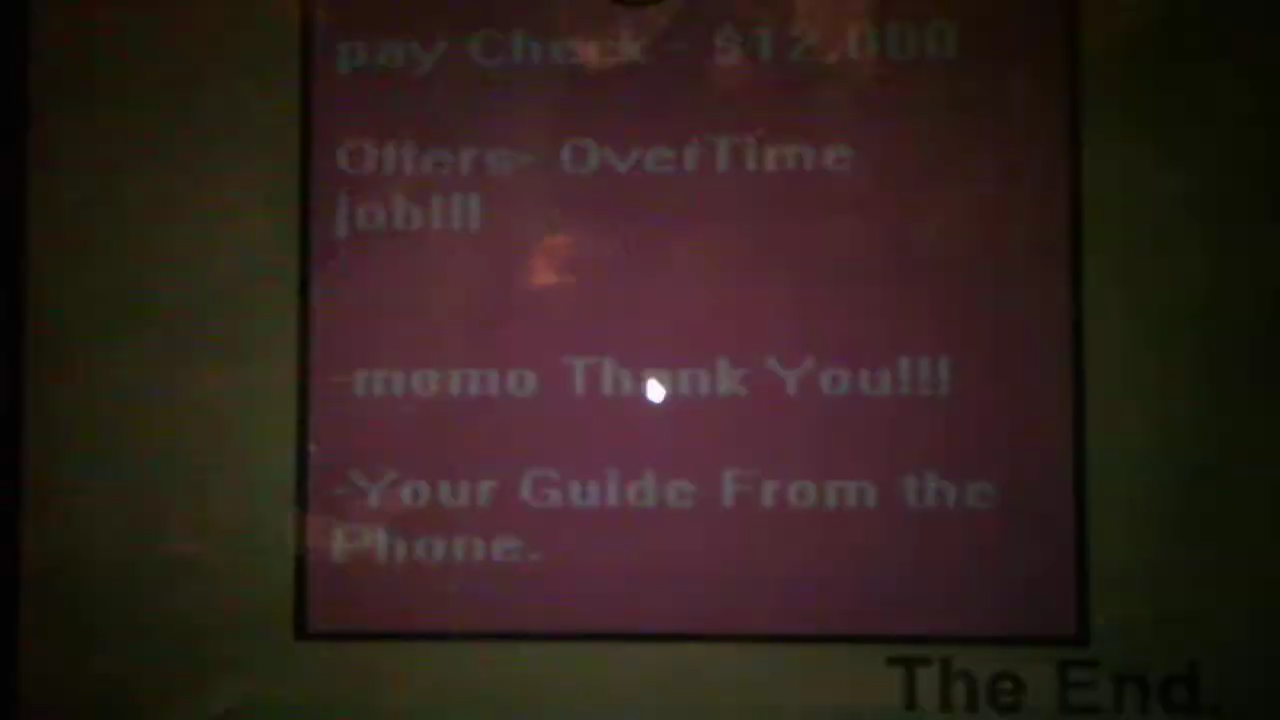 pay Check - $12.000
Offers- OverTime
job!!!
-memo Thank You!!!
-Your Guide From the
Phone.
The End.